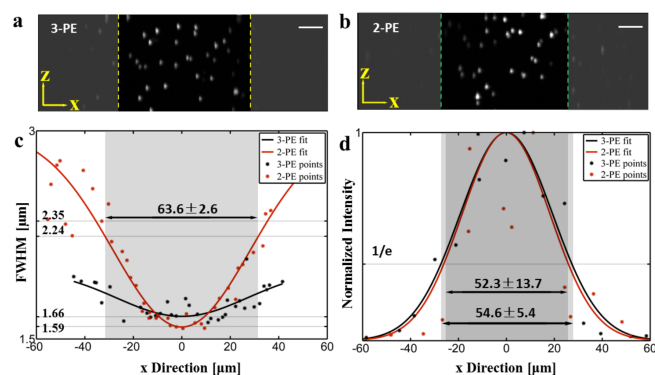 a
3-PE
Z
X
b
2-PE
Z
X
c
3
2.35
2.24
1.66
1.59
1.5
FWHM [µm]
63.6±2.6
3-PE fit
2-PE fit
3-PE points
2-PE points
-60 -40 -20 0 20 40 60
x Direction [µm]
d
1
1/e
Normalized Intensity
3-PE fit
2-PE fit
3-PE points
2-PE points
52.3±13.7
54.6±5.4
-60 -40 -20 0 20 40 60
x Direction [µm]